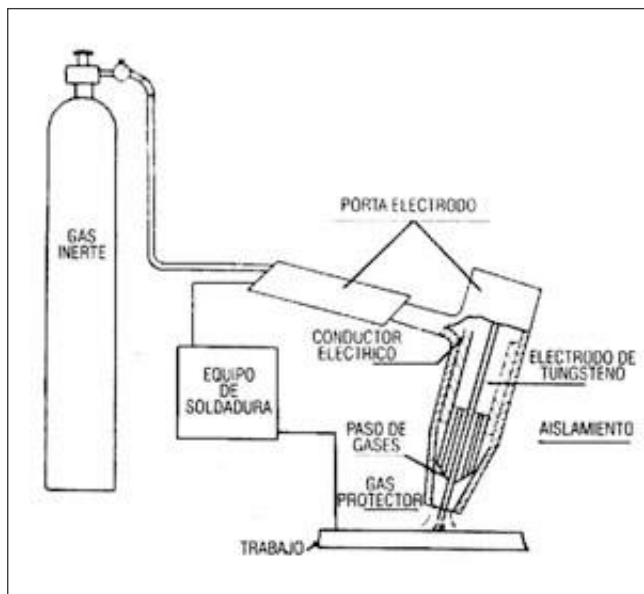 PORTA ELECTRODO
GAS
INERTE
CONDUCTOR
ELECTRICO
ELECTRODO DE
TUNGSTENO
EQUIPO
DE
SOLDADURA
PASO DE
GASES
AISLAMIENTO
GAS
PROTECTOR
TRABAJO